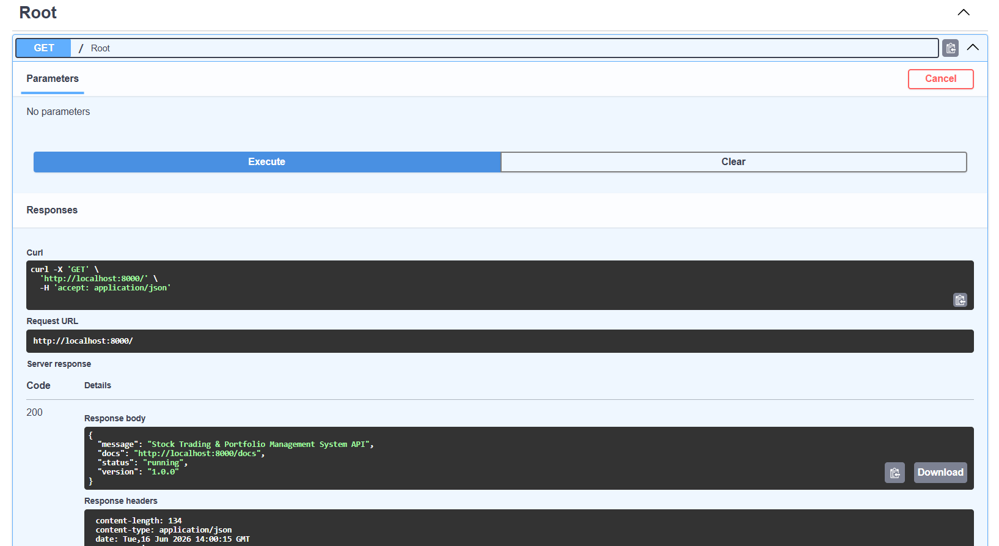 Root
GET / Root
Parameters
Cancel
No parameters
Execute
Clear
Responses
Curl
curl -X 'GET' \
'http://localhost:8000/' \
-H 'accept: application/json'
Request URL
http://localhost:8000/
Server response
Code Details
200
Response body
{
"message": "Stock Trading & Portfolio Management System API",
"docs": "http://localhost:8000/docs",
"status": "running",
"version": "1.0.0"
}
Download
Response headers
content-length: 134
content-type: application/json
date: Tue,16 Jun 2026 14:00:15 GMT